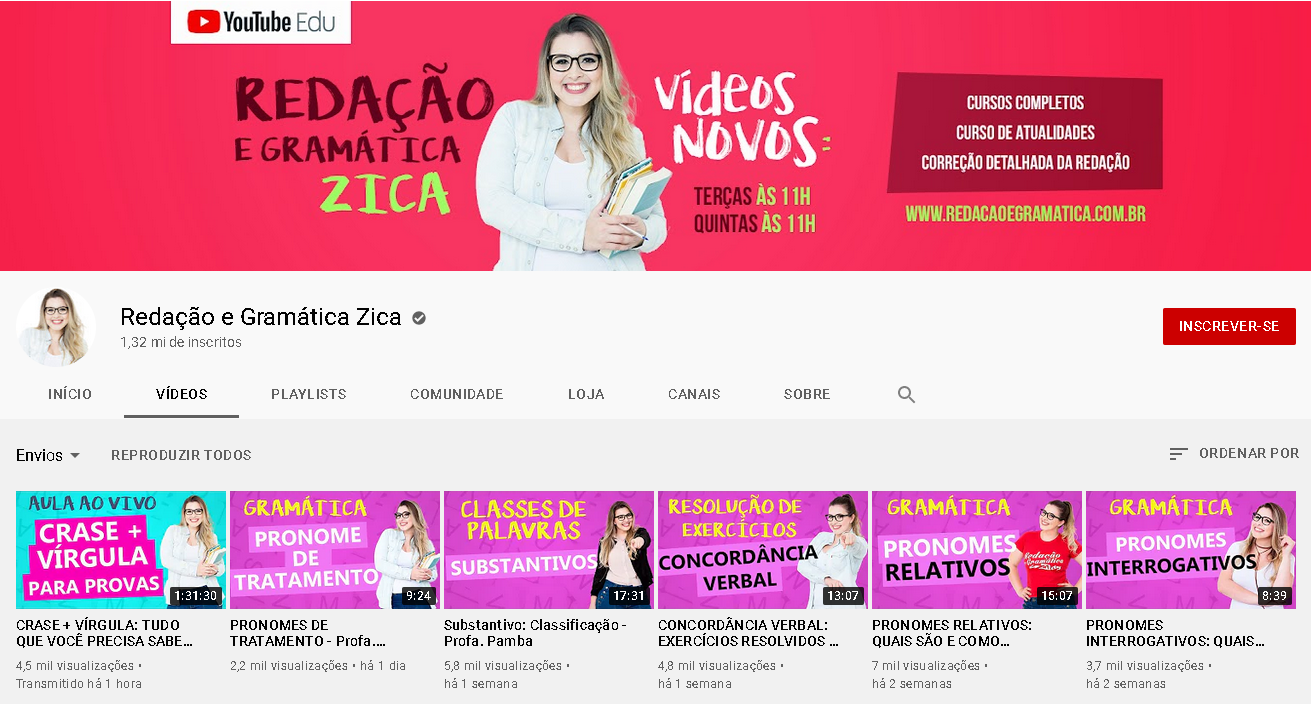 YouTube Edu
REDAÇÃO
E GRAMÁTICA
ZICA
VÍDEOS
NOVOS:
TERÇAS ÀS 11H
QUINTAS ÀS 11H
CURSOS COMPLETOS
CURSO DE ATUALIDADES
CORREÇÃO DETALHADA DA REDAÇÃO
WWW.REDACAOEGRAMATICA.COM.BR
Redação e Gramática Zica
1,32 mi de inscritos
INSCREVER-SE
INÍCIO VÍDEOS PLAYLISTS COMUNIDADE LOJA CANAIS SOBRE
Envios REPRODUZIR TODOS ORDENAR POR
AULA AO VIVO
CRASE +
VÍRGULA
PARA PROVAS
1:31:30
CRASE + VÍRGULA: TUDO
QUE VOCÊ PRECISA SABE...
4,5 mil visualizações •
Transmitido há 1 hora
GRAMÁTICA
PRONOME
DE
TRATAMENTO
9:24
PRONOMES DE
TRATAMENTO - Profa....
2,2 mil visualizações • há 1 dia
CLASSES DE
PALAVRAS
SUBSTANTIVOS
17:31
Substantivo: Classificação -
Profa. Pamba
5,8 mil visualizações •
há 1 semana
RESOLUÇÃO DE
EXERCÍCIOS
CONCORDÂNCIA
VERBAL
13:07
CONCORDÂNCIA VERBAL:
EXERCÍCIOS RESOLVIDOS ...
4,8 mil visualizações •
há 1 semana
GRAMÁTICA
PRONOMES
RELATIVOS
Redação
Gramática
15:07
PRONOMES RELATIVOS:
QUAIS SÃO E COMO...
7 mil visualizações •
há 2 semanas
GRAMÁTICA
PRONOMES
INTERROGATIVOS
8:39
PRONOMES
INTERROGATIVOS: QUAIS...
3,7 mil visualizações •
há 2 semanas